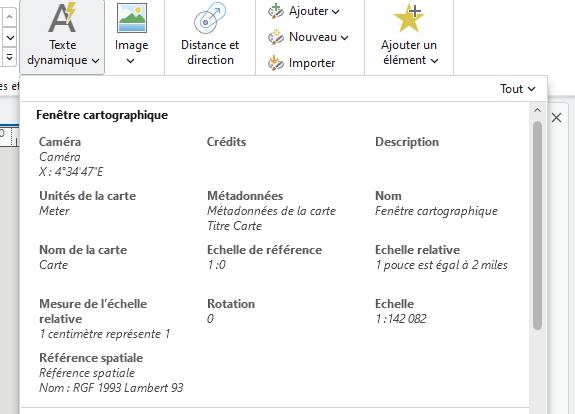 Texte
dynamique
Image
Distance et
direction
Ajouter
Nouveau
Importer
Ajouter un
élément
es et
Tout
0
Fenêtre cartographique
Caméra
Caméra
X : 4°34'47"E
Crédits
Description
Unités de la carte
Meter
Métadonnées
Métadonnées de la carte
Titre Carte
Nom
Fenêtre cartographique
Nom de la carte
Carte
Echelle de référence
1 :0
Echelle relative
1 pouce est égal à 2 miles
Mesure de l’échelle
relative
1 centimètre représente 1
Rotation
0
Echelle
1 :142 082
Référence spatiale
Référence spatiale
Nom : RGF 1993 Lambert 93